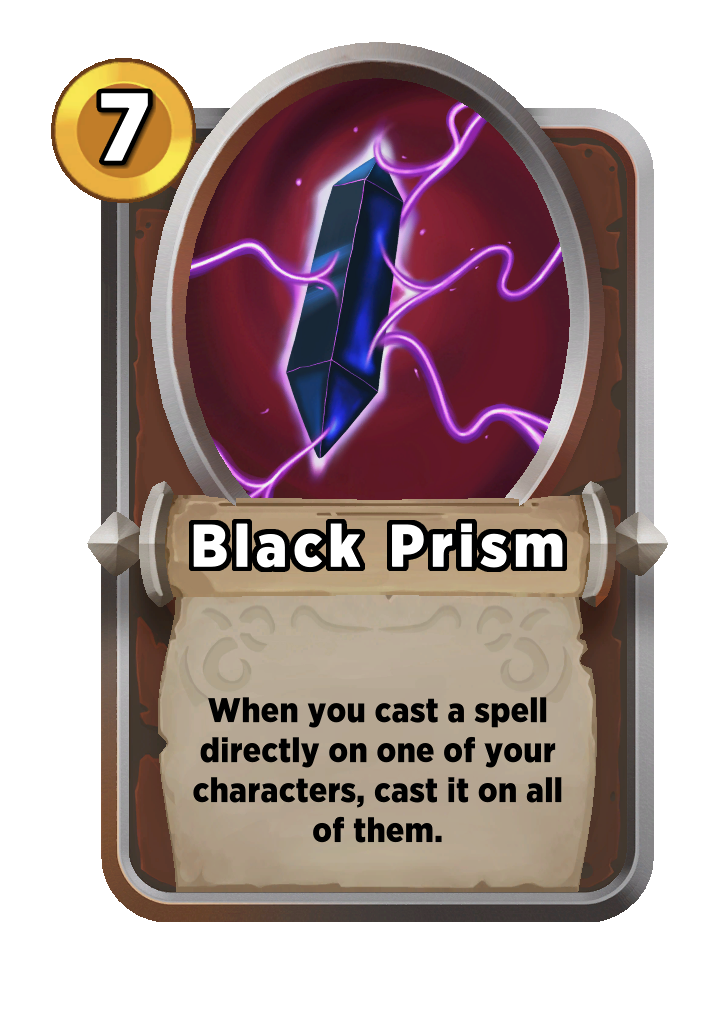 7
Black Prism
When you cast a spell
directly on one of your
characters, cast it on all
of them.